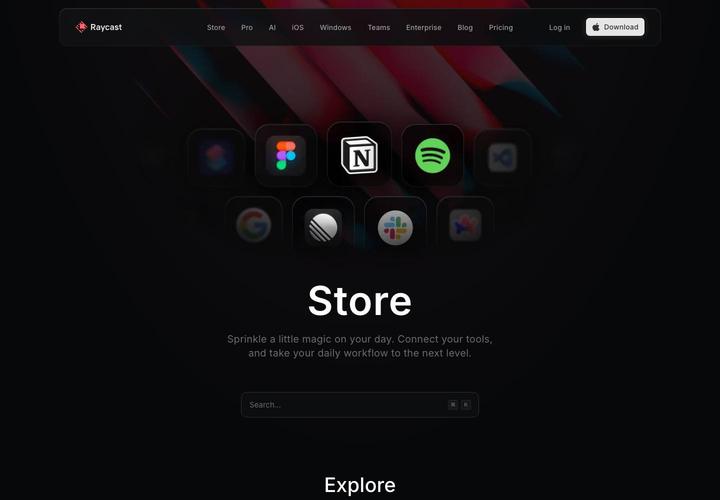 Raycast
Store Pro AI iOS Windows Teams Enterprise Blog Pricing Log in Download
N
G
Store
Sprinkle a little magic on your day. Connect your tools,
and take your daily workflow to the next level.
Search... ⌘ K
Explore